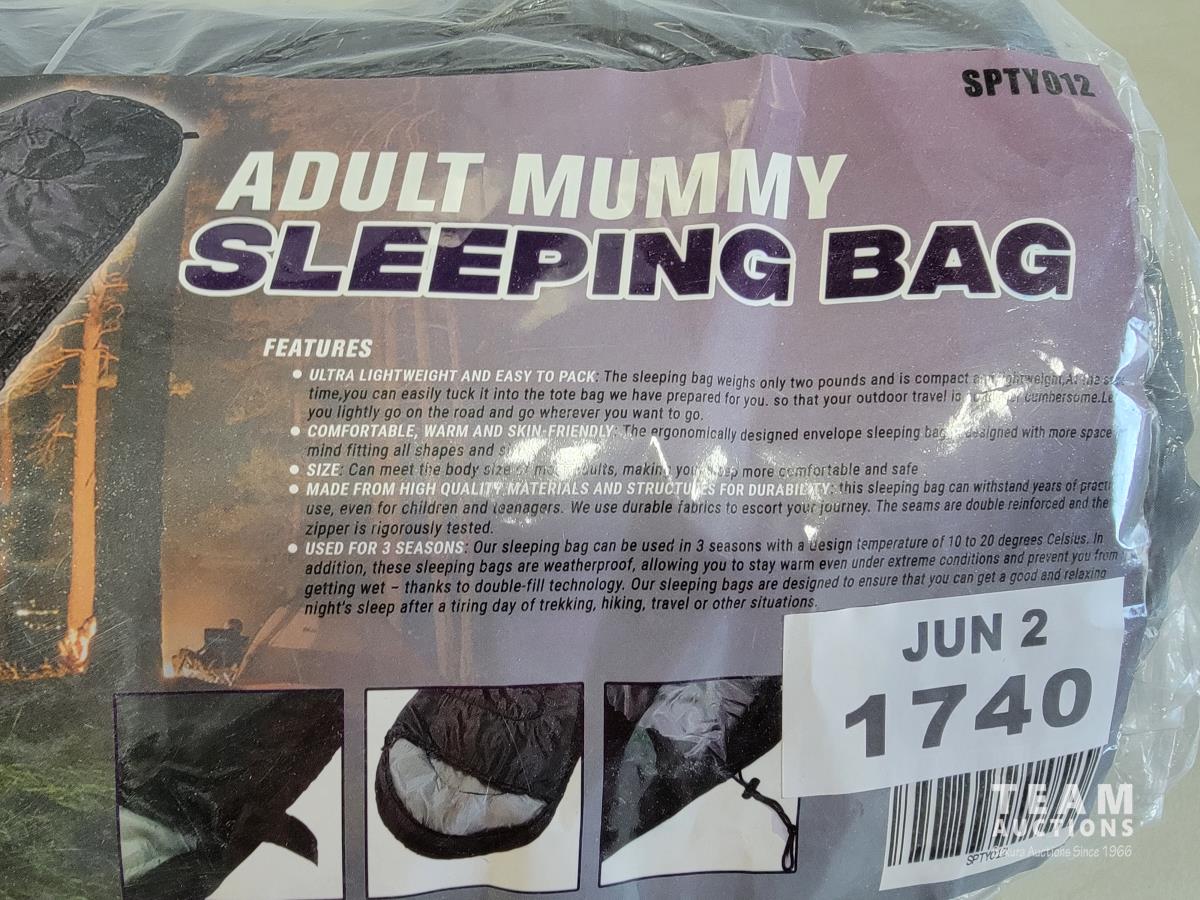 SPTY012
ADULT MUMMY
SLEEPING BAG
FEATURES
• ULTRA LIGHTWEIGHT AND EASY TO PACK: The sleeping bag weighs only two pounds and is compact and lightweight,At the
time,you can easily tuck it into the tote bag we have prepared for you. so that your outdoor travel is cumbersome.Le
you lightly go on the road and go wherever you want to go.
• COMFORTABLE, WARM AND SKIN-FRIENDLY: The ergonomically designed envelope sleeping bag designed with more space
mind fitting all shapes and
• SIZE: Can meet the body size of most adults, making your sleep more comfortable and safe
• MADE FROM HIGH QUALITY MATERIALS AND STRUCTURES FOR DURABILITY: this sleeping bag can withstand years of practi
use, even for children and teenagers. We use durable fabrics to escort your journey. The seams are double reinforced and the
zipper is rigorously tested.
• USED FOR 3 SEASONS: Our sleeping bag can be used in 3 seasons with a design temperature of 10 to 20 degrees Celsius. In
addition, these sleeping bags are weatherproof, allowing you to stay warm even under extreme conditions and prevent you from
getting wet – thanks to double-fill technology. Our sleeping bags are designed to ensure that you can get a good and relaxing
night's sleep after a tiring day of trekking, hiking, travel or other situations.
JUN 2
1740
TEAM
AUCTIONS
Auctions Since 1966